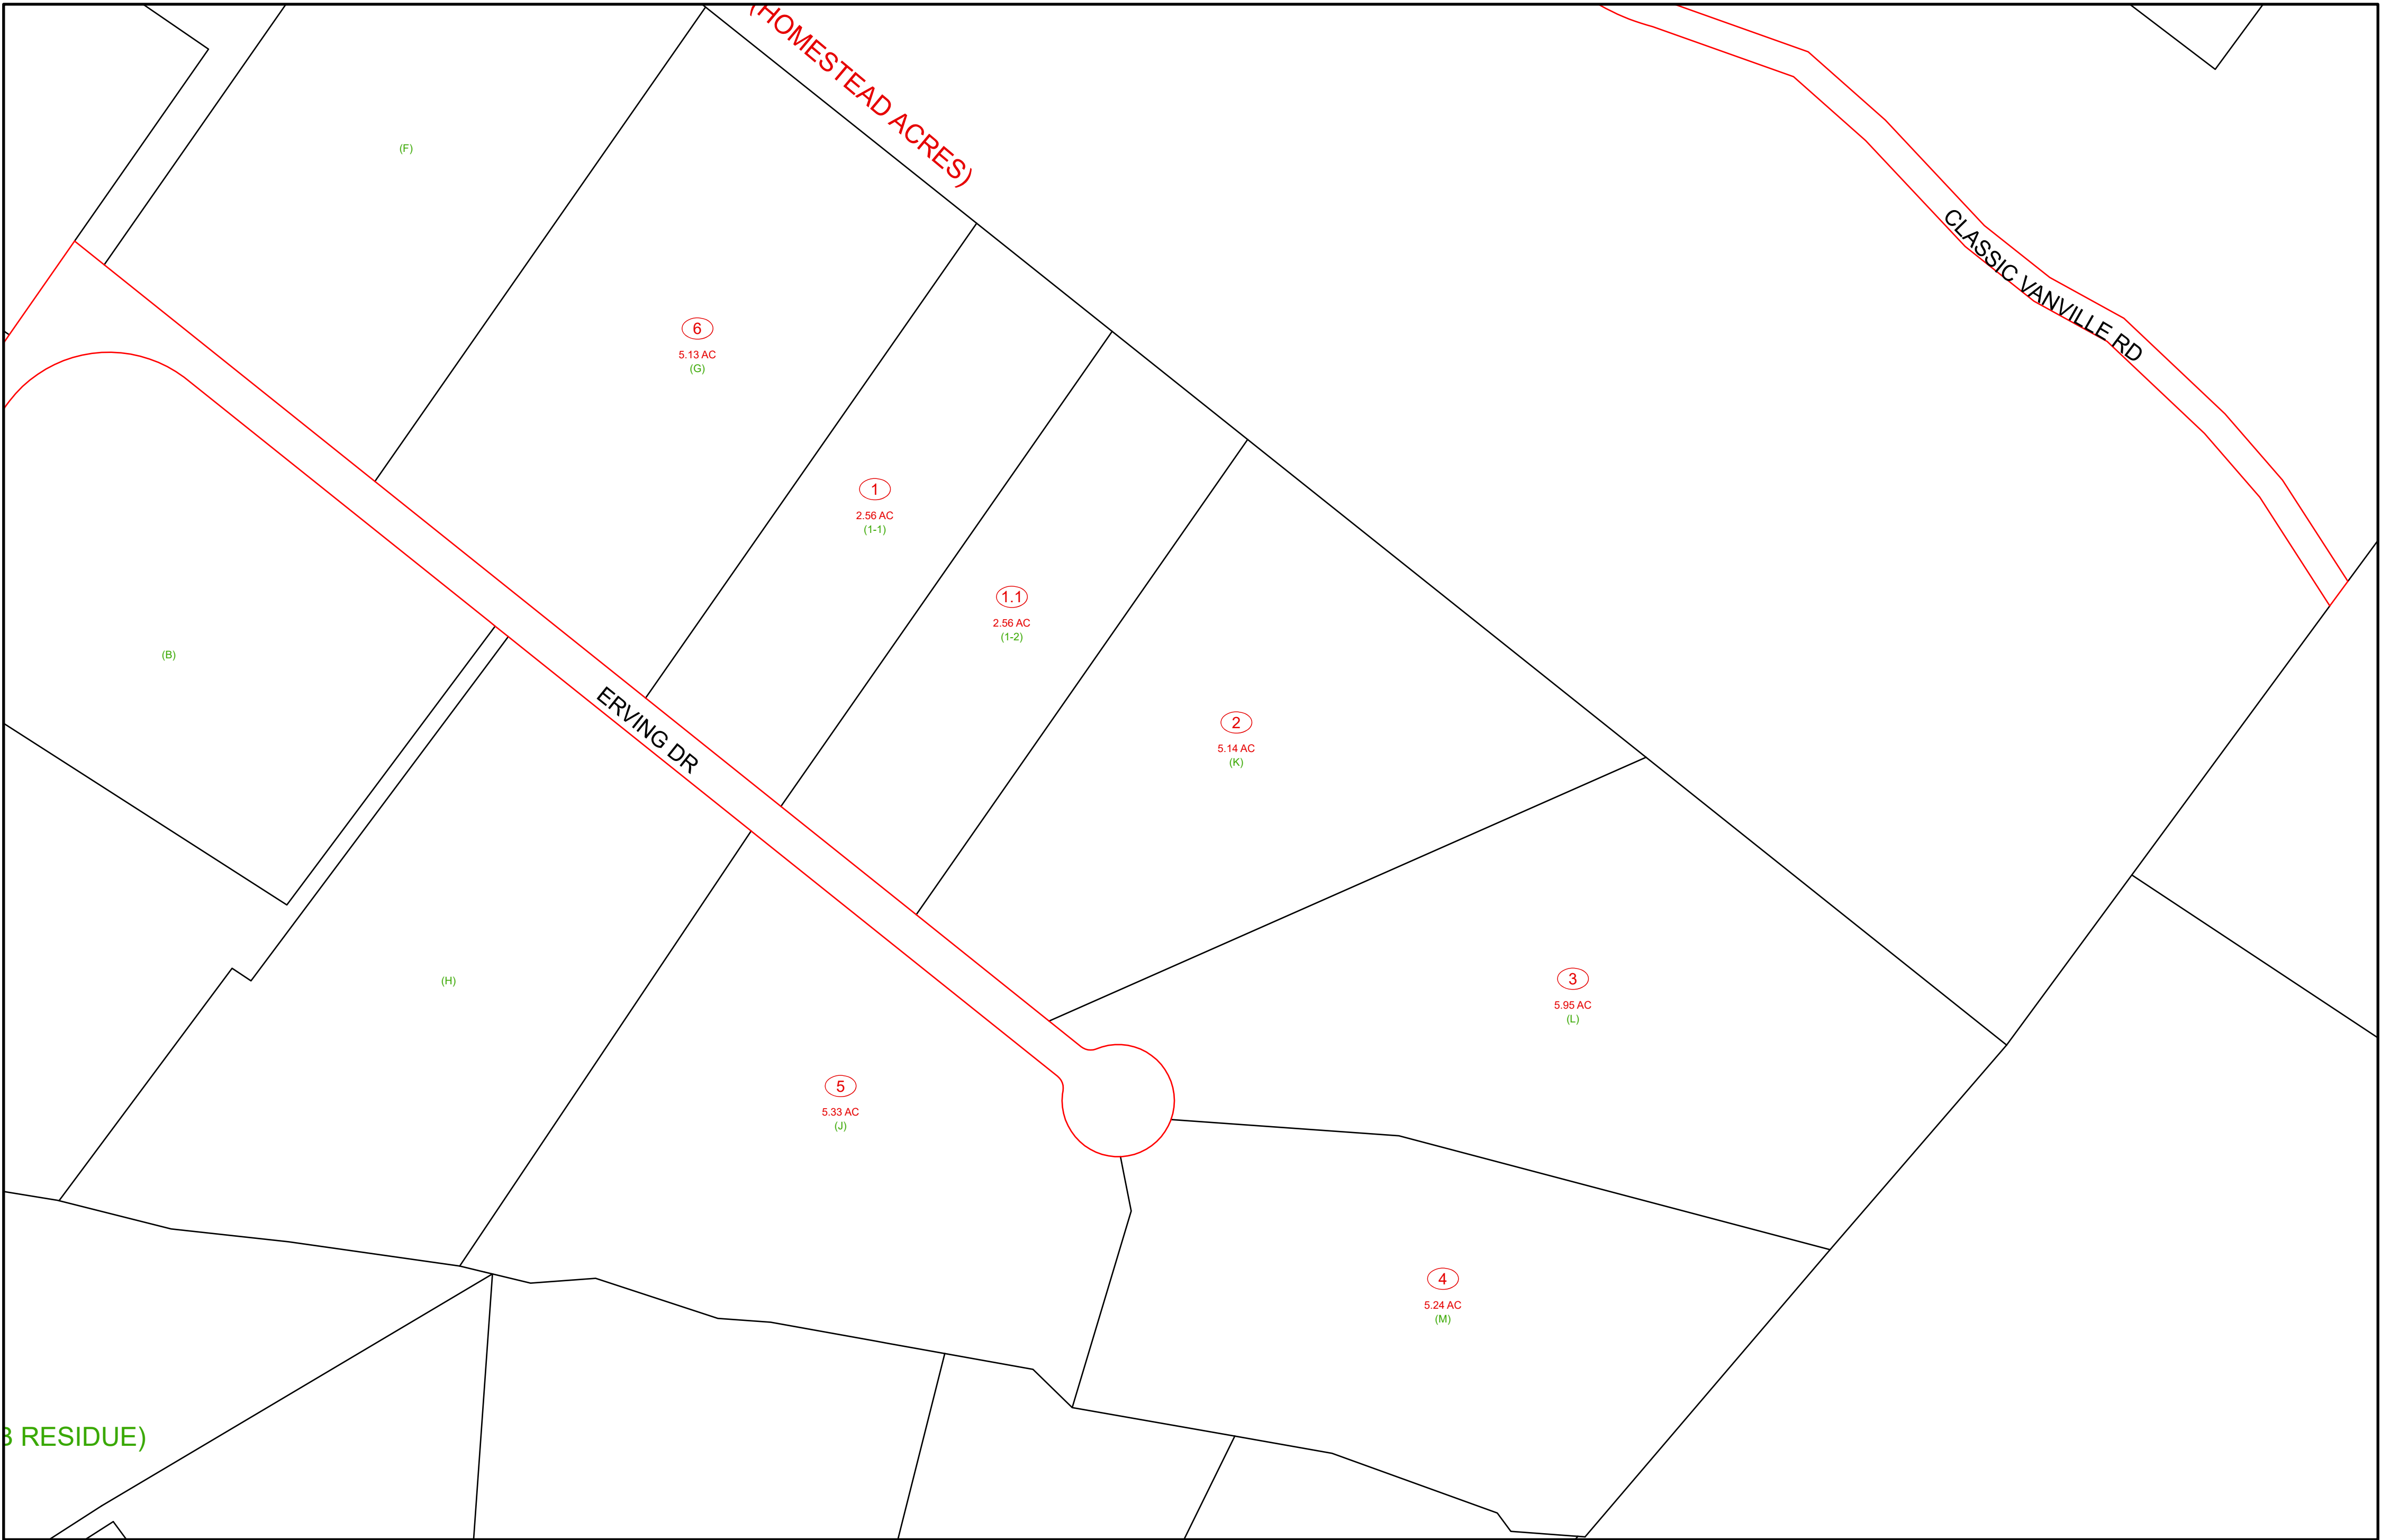 (HOMESTEAD ACRES)
(F)
CLASSIC VANVILLE RD
6
5.13 AC
(G)
1
2.56 AC
(1-1)
1.1
2.56 AC
(1-2)
(B)
ERVING DR
2
5.14 AC
(K)
(H)
3
5.95 AC
(L)
5
5.33 AC
(J)
4
5.24 AC
(M)
RESIDUE)